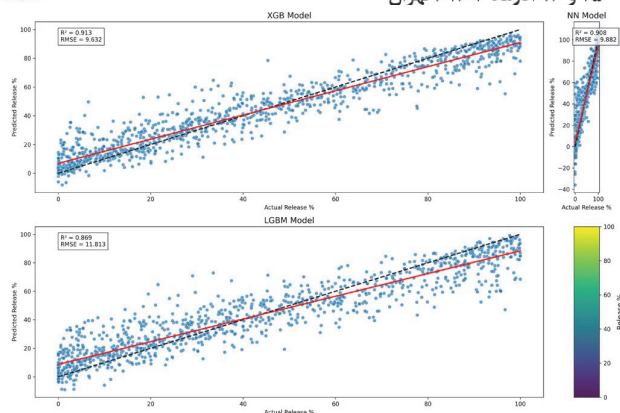 XGB Model
R² = 0.913
RMSE = 9.632
Predicted Release %
100
80
60
40
20
0
0 20 40 60 80 100
Actual Release %
NN Model
R² = 0.908
RMSE = 9.882
Predicted Release %
100
80
60
40
20
0
−20
−40
0 100
Actual Release %
LGBM Model
R² = 0.869
RMSE = 11.813
Predicted Release %
100
80
60
40
20
0
0 20 40 60 80 100
Actual Release %
100
80
60
40
20
0
Release %